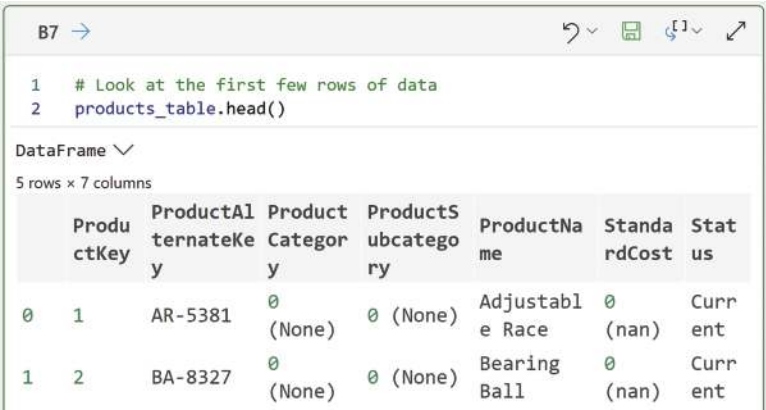 B7
1 # Look at the first few rows of data
2 products_table.head()
DataFrame
5 rows × 7 columns
Produ ProductAl Product ProductS ProductNa Standa Stat
ctKey ternateKe Categor ubcatego me rdCost us
y y ry
0 1 AR-5381 0 (None) 0 (None) Adjustabl e Race 0 (nan) Curr ent
1 2 BA-8327 0 (None) 0 (None) Bearing Ball 0 (nan) Curr ent